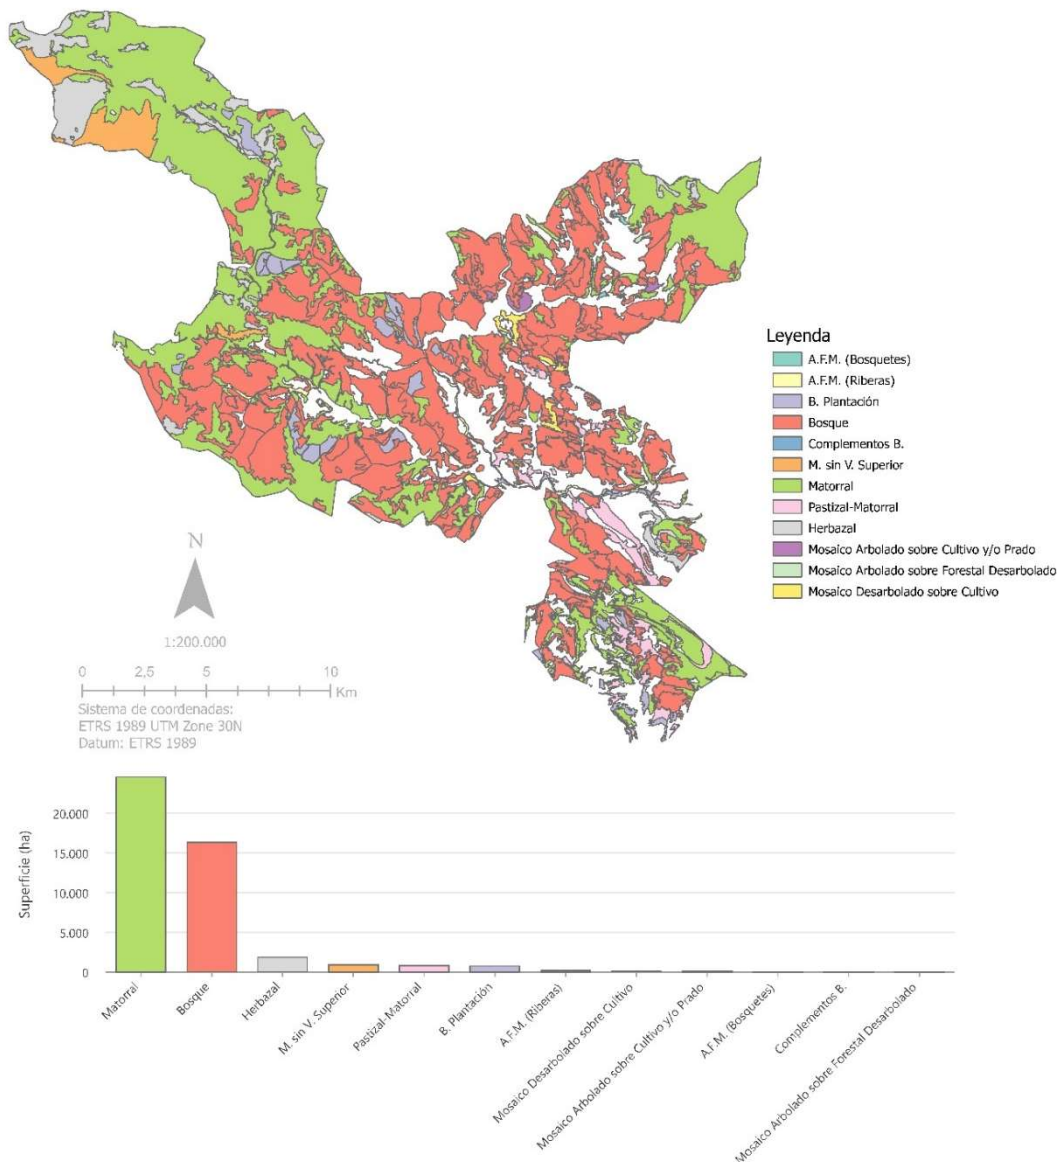 Leyenda
A.F.M. (Bosquetes)
A.F.M. (Riberas)
B. Plantación
Bosque
Complementos B.
M. sin V. Superior
Matorral
Pastizal-Matorral
Herbazal
Mosaico Arbolado sobre Cultivo y/o Prado
Mosaico Arbolado sobre Forestal Desarbolado
Mosaico Desarbolado sobre Cultivo
N
1:200.000
0 2,5 5 10
Km
Sistema de coordenadas:
ETRS 1989 UTM Zone 30N
Datum: ETRS 1989
Superficie (ha)
20.000
15.000
10.000
5.000
0
Matorral
Bosque
Herbazal
M. sin V. Superior
Pastizal-Matorral
B. Plantación
A.F.M. (Riberas)
Mosaico Desarbolado sobre Cultivo
Mosaico Arbolado sobre Cultivo y/o Prado
A.F.M. (Bosquetes)
Complementos B.
Mosaico Arbolado sobre Forestal Desarbolado